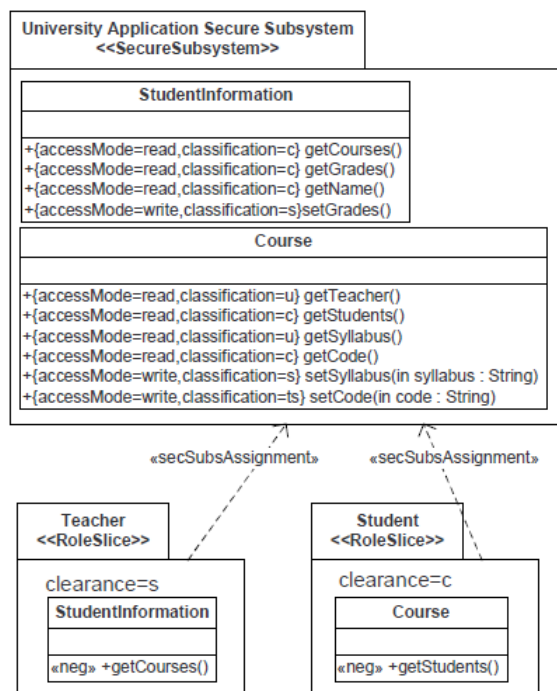 University Application Secure Subsystem
<<SecureSubsystem>>
StudentInformation
+{accessMode=read,classification=c} getCourses()
+{accessMode=read,classification=c} getGrades()
+{accessMode=read,classification=c} getName()
+{accessMode=write,classification=s}setGrades()
Course
+{accessMode=read,classification=u} getTeacher()
+{accessMode=read,classification=c} getStudents()
+{accessMode=read,classification=u} getSyllabus()
+{accessMode=read,classification=c} getCode()
+{accessMode=write,classification=s} setSyllabus(in syllabus : String)
+{accessMode=write,classification=ts} setCode(in code : String)
«secSubsAssignment» «secSubsAssignment»
Teacher
<<RoleSlice>>
clearance=s
StudentInformation
«neg» +getCourses()
Student
<<RoleSlice>>
clearance=c
Course
«neg» +getStudents()